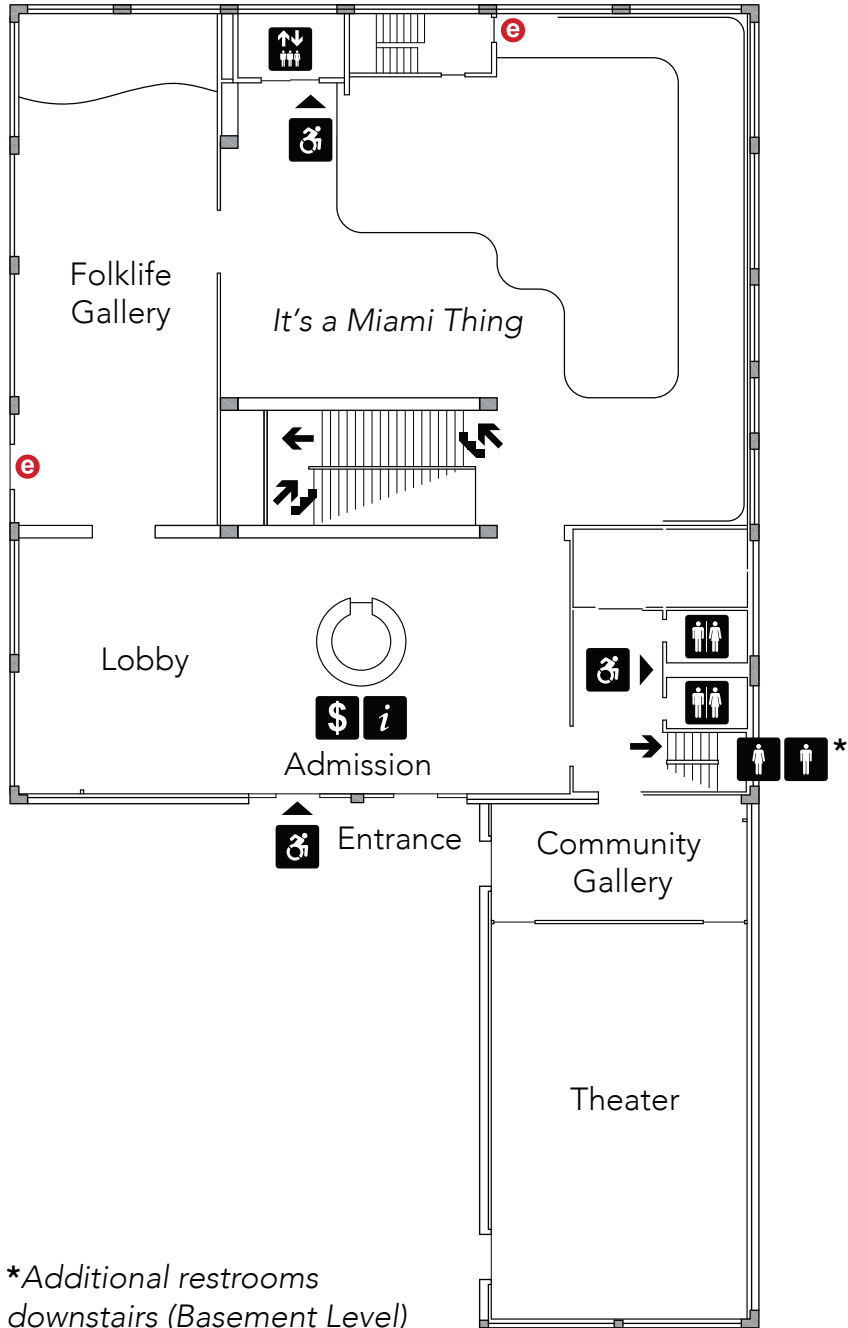 e
Folklife
Gallery
It's a Miami Thing
e
Lobby
$ i
Admission
*
Entrance
Community
Gallery
Theater
*Additional restrooms
downstairs (Basement Level)